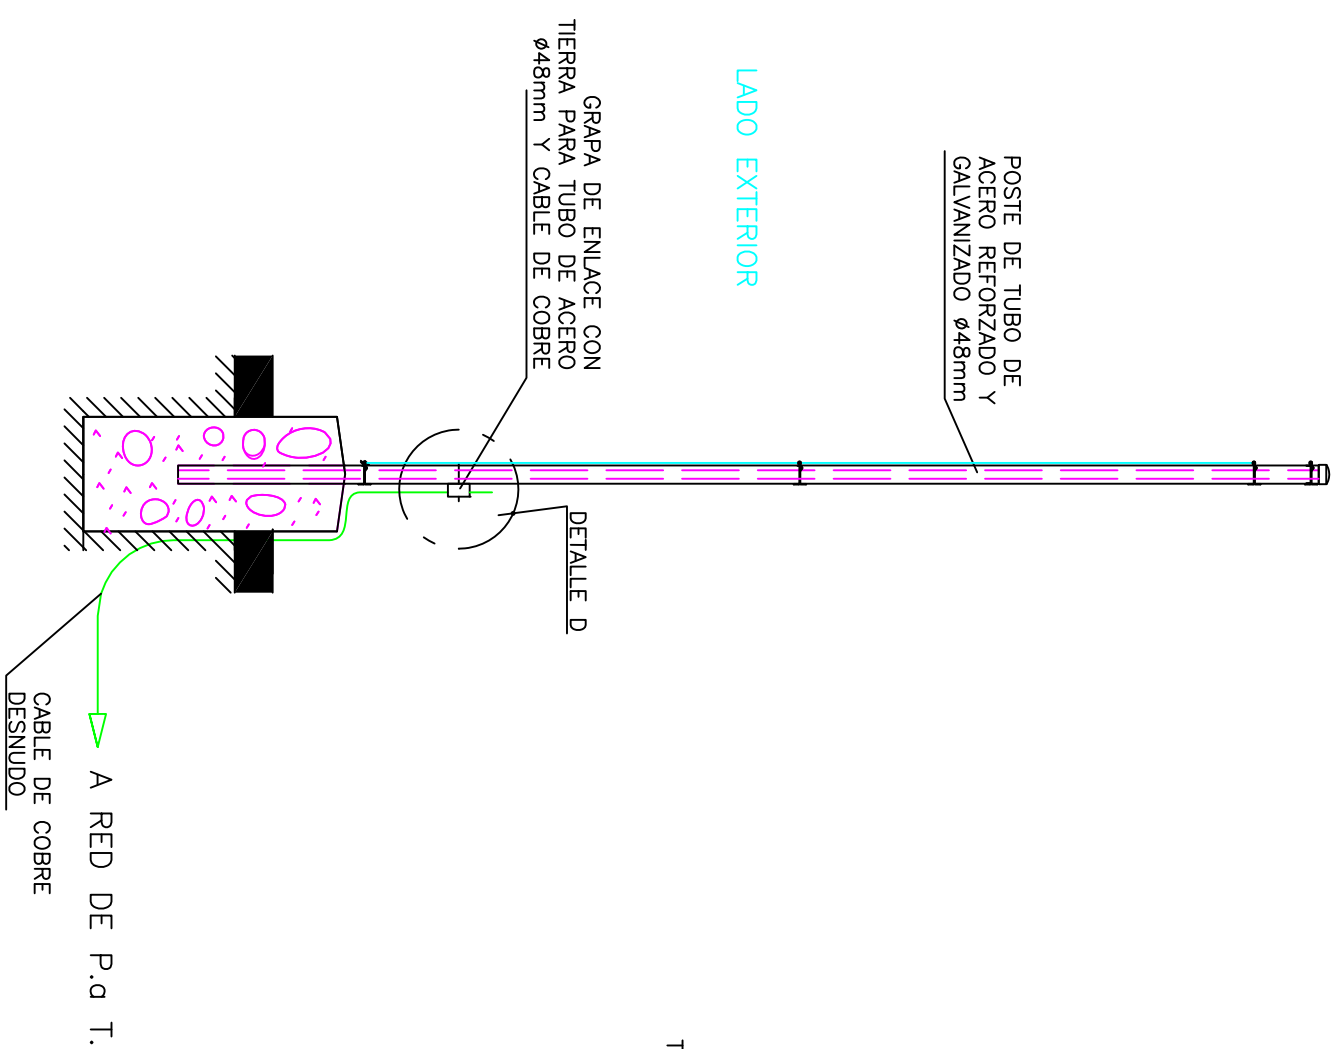 POSTE DE TUBO DE
ACERO REFORZADO Y
GALVANIZADO ø48mm
LADO EXTERIOR
GRAPA DE ENLACE CON
TIERRA PARA TUBO DE ACERO
ø48mm Y CABLE DE COBRE
DETALLE D
A RED DE P.a T.
CABLE DE COBRE
DESNUDO
T